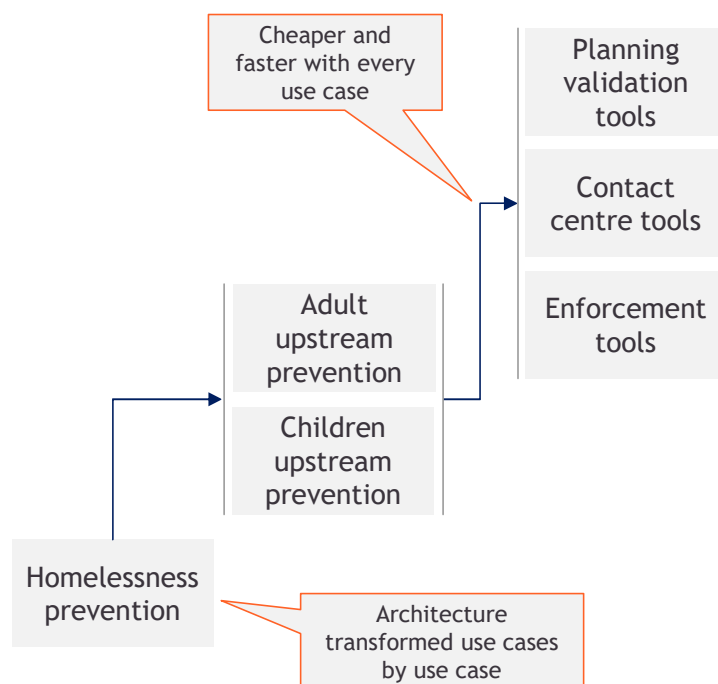 Cheaper and
faster with every
use case
Planning
validation
tools
Contact
centre tools
Enforcement
tools
Adult
upstream
prevention
Children
upstream
prevention
Homelessness
prevention
Architecture
transformed use cases
by use case